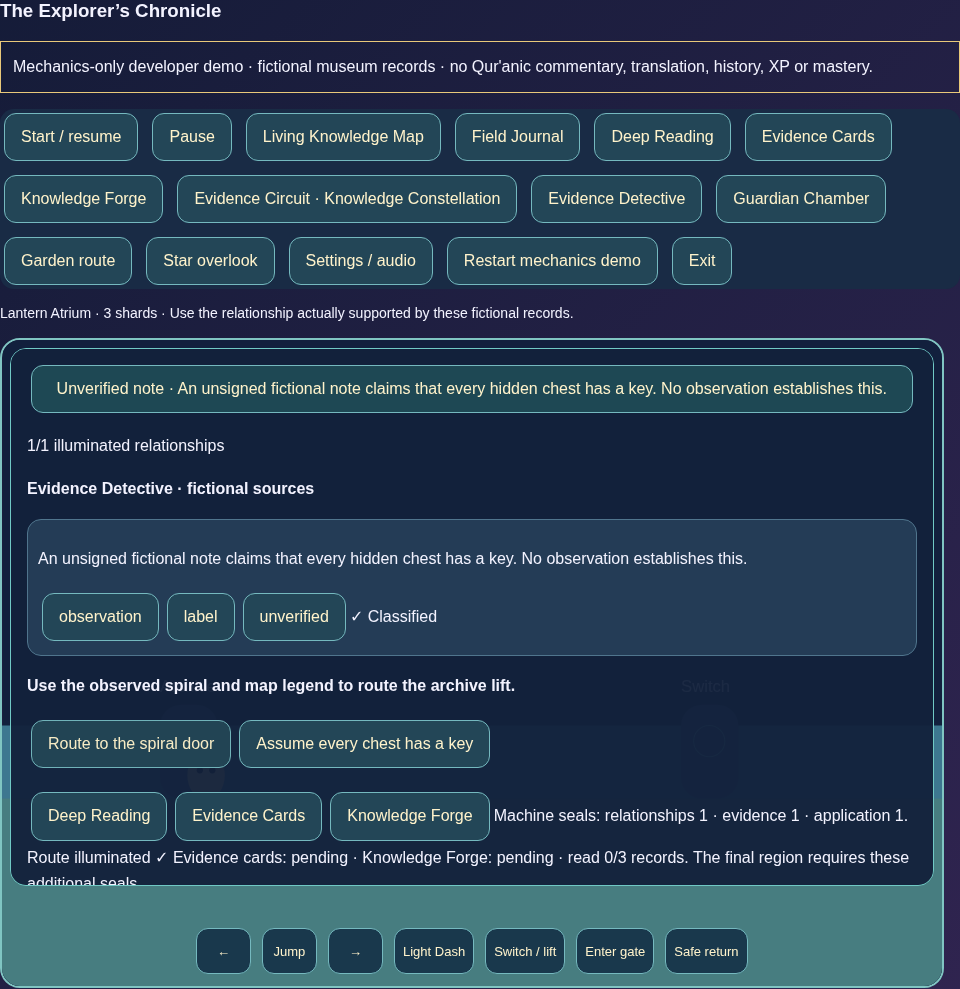 The Explorer’s Chronicle
Mechanics-only developer demo · fictional museum records · no Qur'anic commentary, translation, history, XP or mastery.
Start / resume Pause Living Knowledge Map Field Journal Deep Reading Evidence Cards
Knowledge Forge Evidence Circuit · Knowledge Constellation Evidence Detective Guardian Chamber
Garden route Star overlook Settings / audio Restart mechanics demo Exit
Lantern Atrium · 3 shards · Use the relationship actually supported by these fictional records.
Unverified note · An unsigned fictional note claims that every hidden chest has a key. No observation establishes this.
1/1 illuminated relationships
Evidence Detective · fictional sources
An unsigned fictional note claims that every hidden chest has a key. No observation establishes this.
observation label unverified ✓ Classified
Use the observed spiral and map legend to route the archive lift.
Switch
Route to the spiral door Assume every chest has a key
Deep Reading Evidence Cards Knowledge Forge Machine seals: relationships 1 · evidence 1 · application 1.
Route illuminated ✓ Evidence cards: pending · Knowledge Forge: pending · read 0/3 records. The final region requires these
additional seals.
← Jump → Light Dash Switch / lift Enter gate Safe return